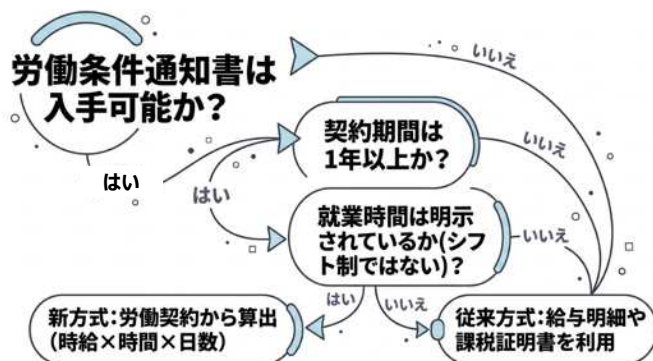 労働条件通知書は
入手可能か？
いいえ
はい
契約期間は
1年以上か？
いいえ
はい
就業時間は明示
されているか(シフ
ト制ではない)？
いいえ
はい
いいえ
新方式：労働契約から算出
（時給×時間×日数）
従来方式：給与明細や
課税証明書を利用